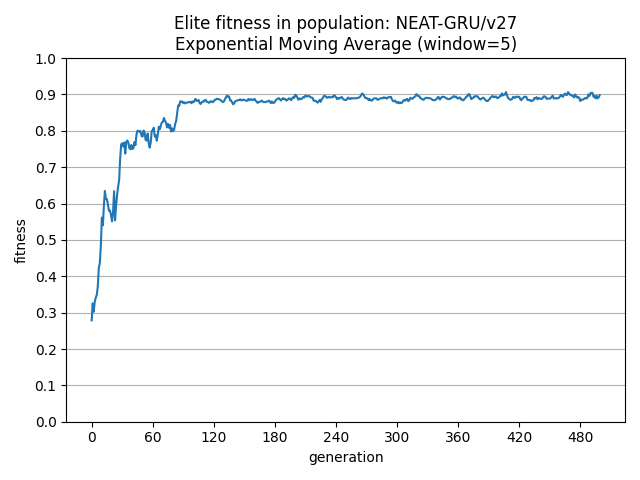 Elite fitness in population: NEAT-GRU/v27
Exponential Moving Average (window=5)
1.0
0.9
0.8
0.7
0.6
0.5
0.4
0.3
0.2
0.1
0.0
fitness
0 60 120 180 240 300 360 420 480
generation